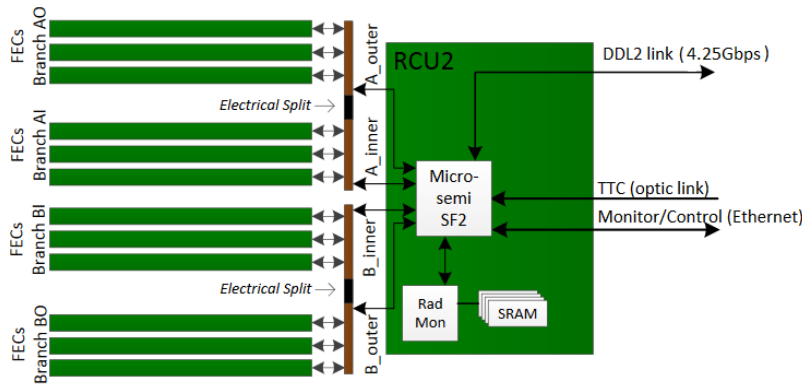 FECs
Branch AO
A_outer
Electrical Split
FECs
Branch AI
A_inner
FECs
Branch BI
B_inner
Electrical Split
FECs
Branch BO
B_outer
RCU2
Micro-
semi
SF2
Rad
Mon
SRAM
DDL2 link (4.25Gbps)
TTC (optic link)
Monitor/Control (Ethernet)